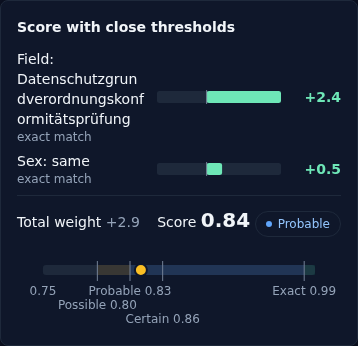 Score with close thresholds
Field:
Datenschutzgrun
dverordnungskonf
ormitätsprüfung
exact match
+2.4
Sex: same
exact match
+0.5
Total weight +2.9 Score 0.84 Probable
0.75 Probable 0.83 Exact 0.99
Possible 0.80
Certain 0.86